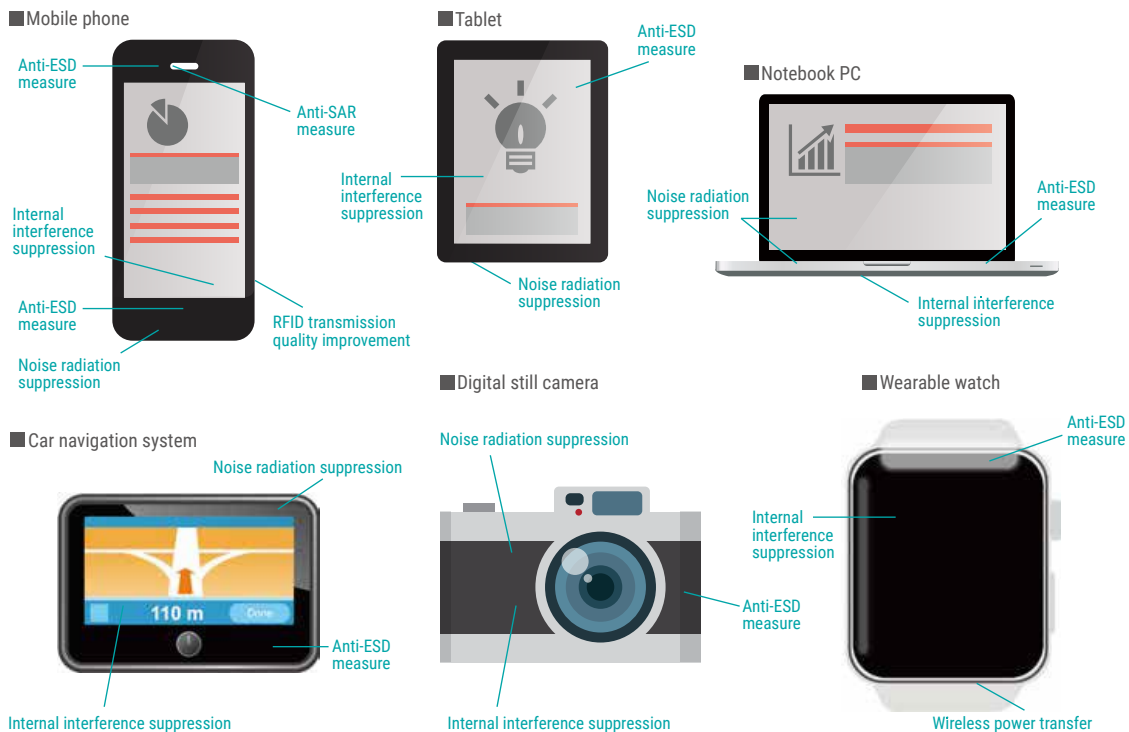 Mobile phone
Anti-ESD
measure
Anti-SAR
measure
Internal
interference
suppression
Anti-ESD
measure
Noise radiation
suppression
RFID transmission
quality improvement
Tablet
Anti-ESD
measure
Internal
interference
suppression
Noise radiation
suppression
Notebook PC
Noise radiation
suppression
Anti-ESD
measure
Internal interference
suppression
Car navigation system
Noise radiation suppression
110 m
Done
Anti-ESD
measure
Internal interference suppression
Digital still camera
Noise radiation suppression
Anti-ESD
measure
Internal interference suppression
Wearable watch
Anti-ESD
measure
Internal
interference
suppression
Wireless power transfer